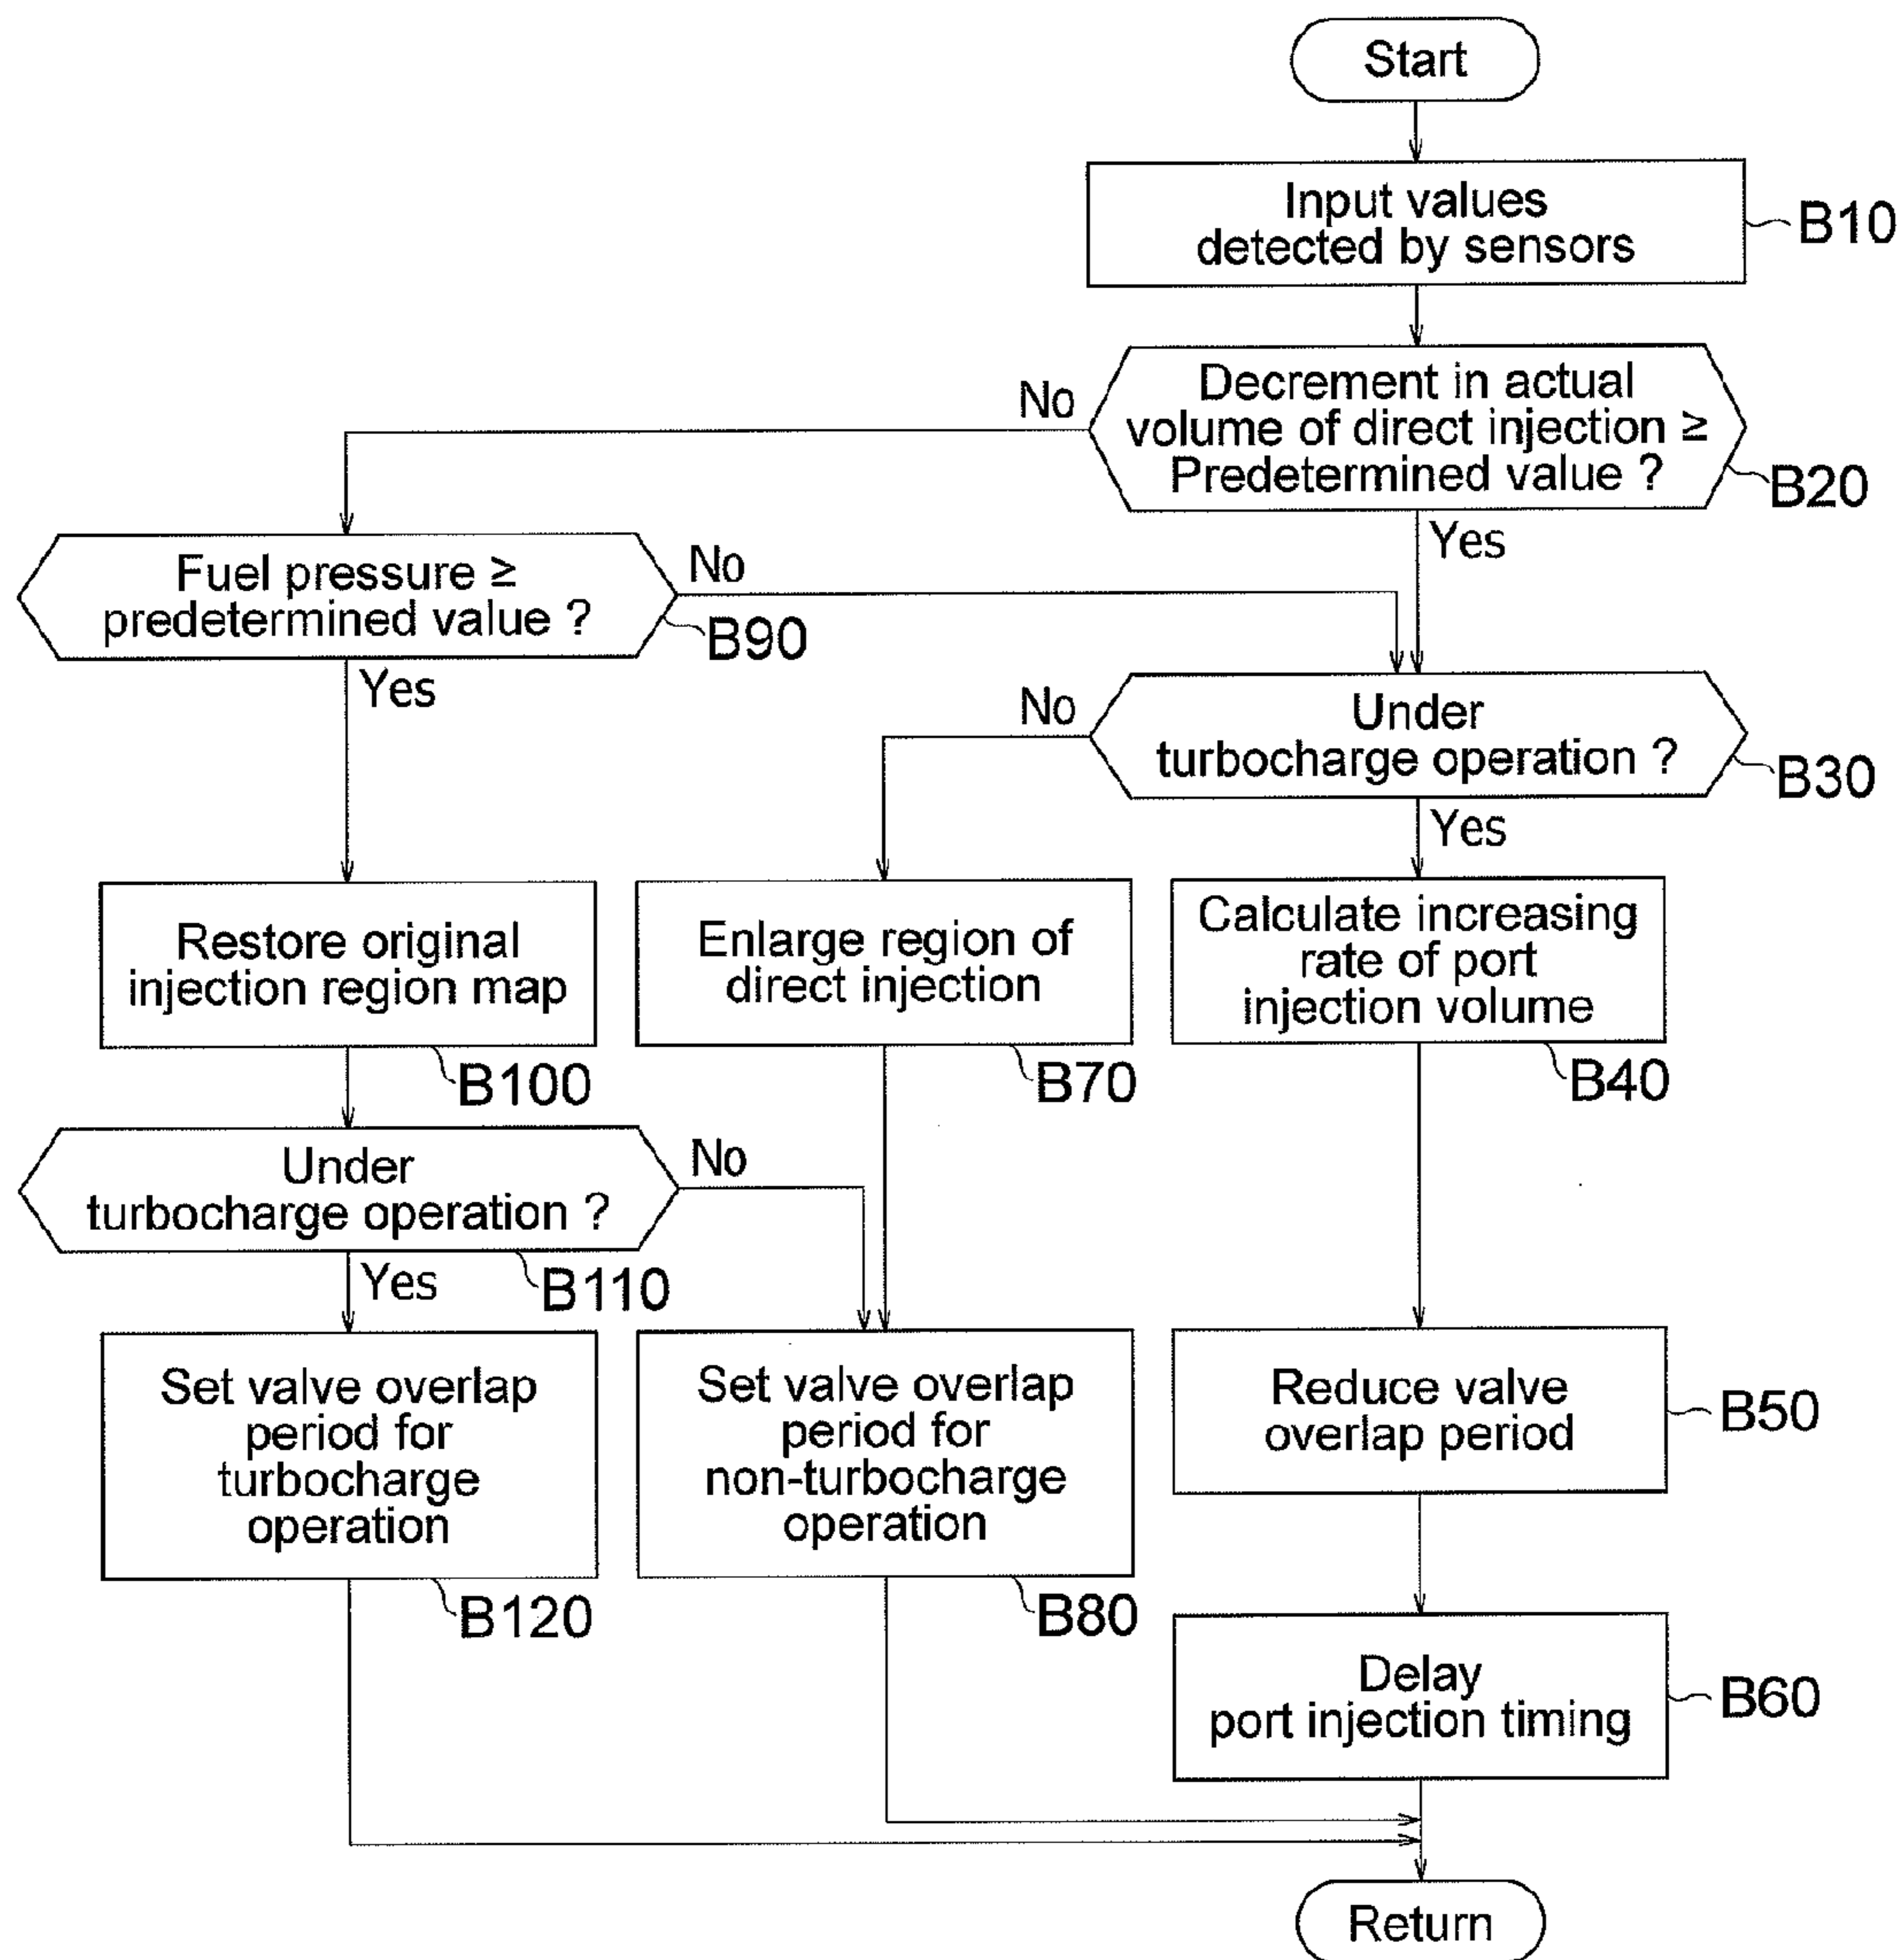 Start
Input values
detected by sensors
B10
Decrement in actual
volume of direct injection ≥
Predetermined value ?
B20
No
Yes
Fuel pressure ≥
predetermined value ?
B90
No
Yes
Under
turbocharge operation ?
B30
No
Yes
Restore original
injection region map
B100
Enlarge region of
direct injection
B70
Calculate increasing
rate of port
injection volume
B40
Under
turbocharge operation ?
B110
No
Yes
Set valve overlap
period for
turbocharge
operation
B120
Set valve overlap
period for
non-turbocharge
operation
B80
Reduce valve
overlap period
B50
Delay
port injection timing
B60
Return